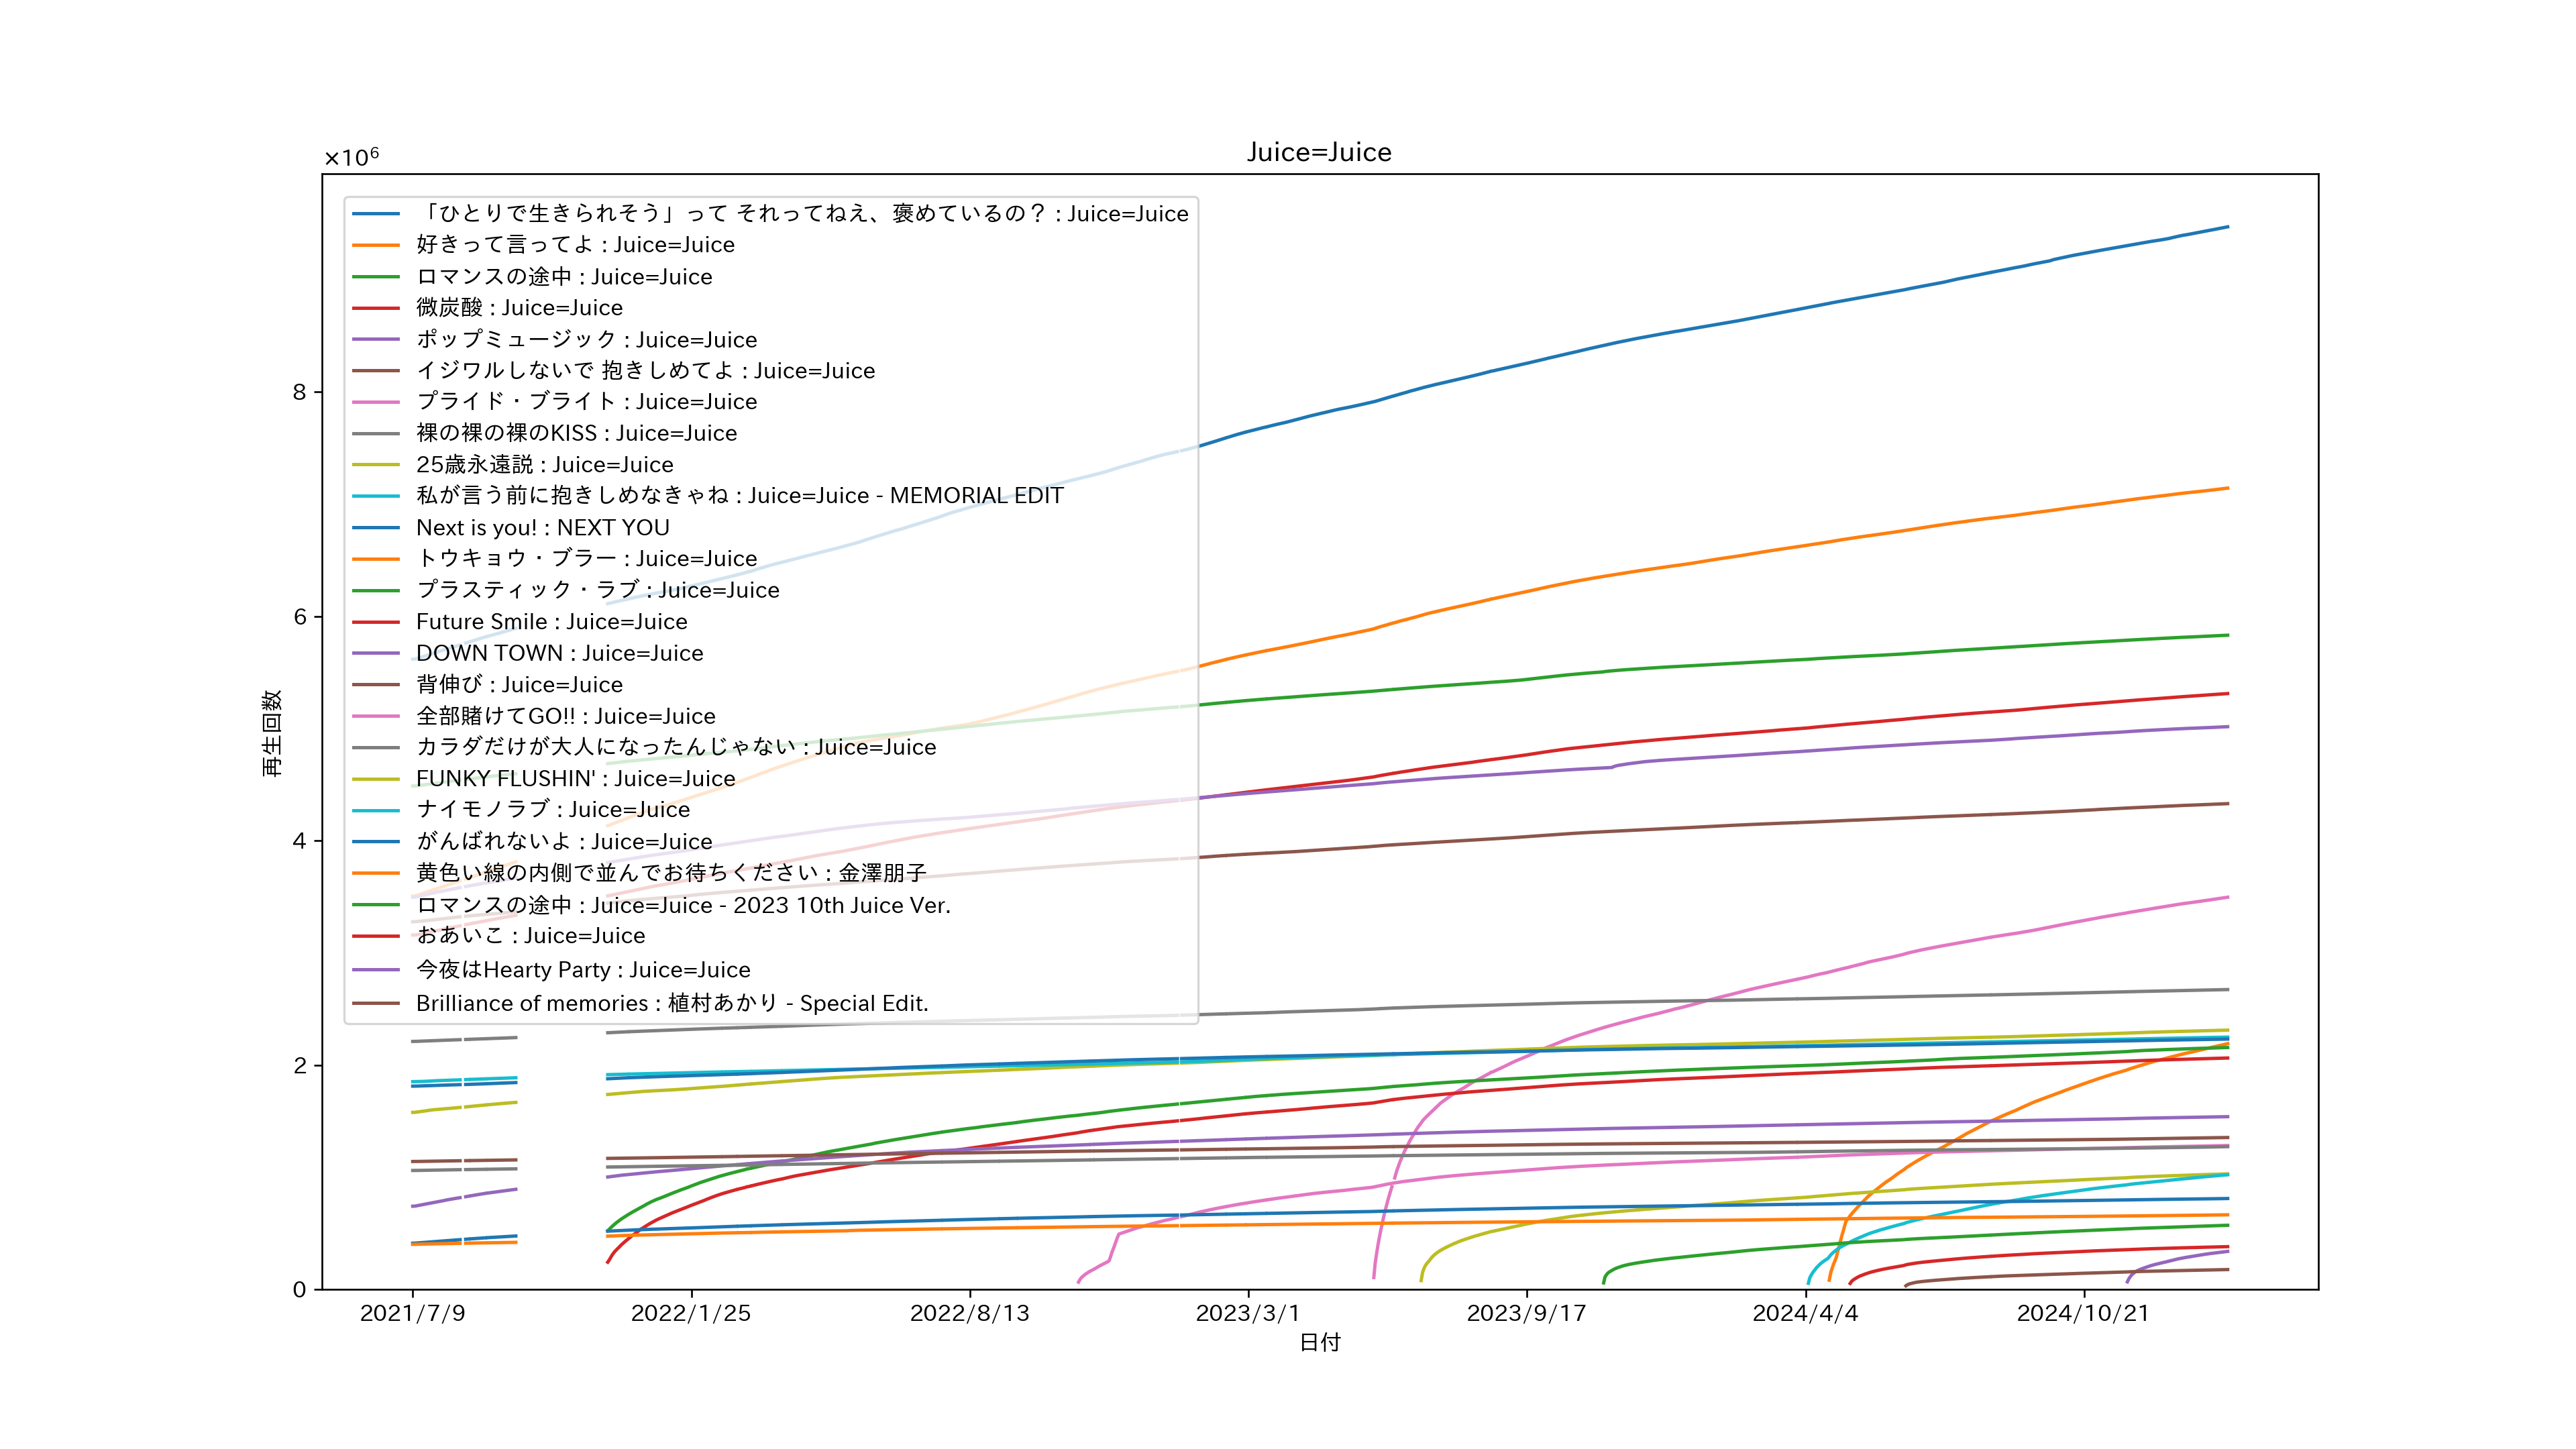 Juice=Juice
×10⁶
「ひとりで生きられそう」って それってねえ、褒めているの？ : Juice=Juice
好きって言ってよ : Juice=Juice
ロマンスの途中 : Juice=Juice
微炭酸 : Juice=Juice
ポップミュージック : Juice=Juice
イジワルしないで 抱きしめてよ : Juice=Juice
プライド・ブライト : Juice=Juice
裸の裸の裸のKISS : Juice=Juice
25歳永遠説 : Juice=Juice
私が言う前に抱きしめなきゃね : Juice=Juice - MEMORIAL EDIT
Next is you! : NEXT YOU
トウキョウ・ブラー : Juice=Juice
プラスティック・ラブ : Juice=Juice
Future Smile : Juice=Juice
DOWN TOWN : Juice=Juice
背伸び : Juice=Juice
全部賭けてGO!! : Juice=Juice
カラダだけが大人になったんじゃない : Juice=Juice
FUNKY FLUSHIN' : Juice=Juice
ナイモノラブ : Juice=Juice
がんばれないよ : Juice=Juice
黄色い線の内側で並んでお待ちください : 金澤朋子
ロマンスの途中 : Juice=Juice - 2023 10th Juice Ver.
おあいこ : Juice=Juice
今夜はHearty Party : Juice=Juice
Brilliance of memories : 植村あかり - Special Edit.
再生回数
8
6
4
2
0
2021/7/9
2022/1/25
2022/8/13
2023/3/1
2023/9/17
2024/4/4
2024/10/21
日付